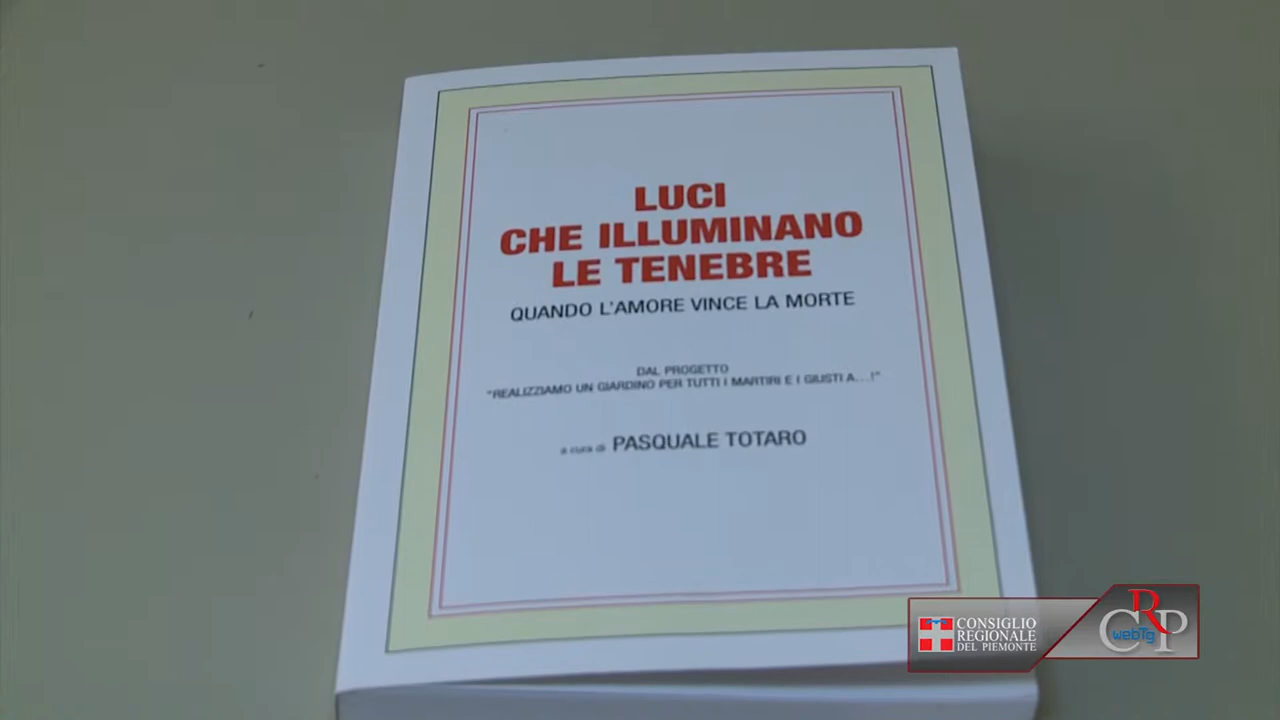 LUCI
CHE ILLUMINANO
LE TENEBRE
QUANDO L'AMORE VINCE LA MORTE
DAL PROGETTO
"REALIZZIAMO UN GIARDINO PER TUTTI I MARTIRI E I GIUSTI A...!"
a cura di PASQUALE TOTARO
CONSIGLIO
REGIONALE
DEL PIEMONTE
CRP
webTg